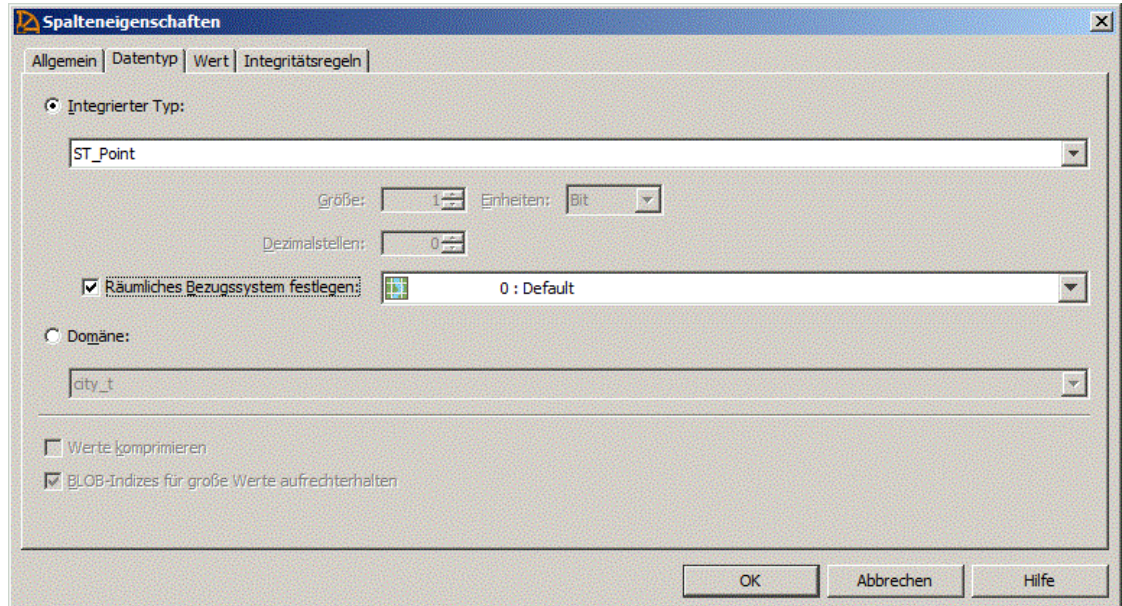 Spalteneigenschaften
Allgemein Datentyp Wert Integritätsregeln
Integrierter Typ:
ST_Point
Größe: 1 Einheiten: Bit
Dezimalstellen: 0
Räumliches Bezugssystem festlegen: 0 : Default
Domäne:
city_t
Werte komprimieren
BLOB-Indizes für große Werte aufrechterhalten
OK Abbrechen Hilfe